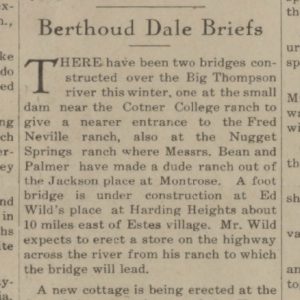 Berthoud Dale Briefs
THERE have been two bridges con-
structed over the Big Thompson
river this winter, one at the small
dam near the Cotner College ranch to
give a nearer entrance to the Fred
Neville ranch, also at the Nugget
Springs ranch where Messrs. Bean and
Palmer have made a dude ranch out of
the Jackson place at Montrose. A foot
bridge is under construction at Ed
Wild's place at Harding Heights about
10 miles east of Estes village. Mr. Wild
expects to erect a store on the highway
across the river from his ranch to which
the bridge will lead.
A new cottage is being erected at the